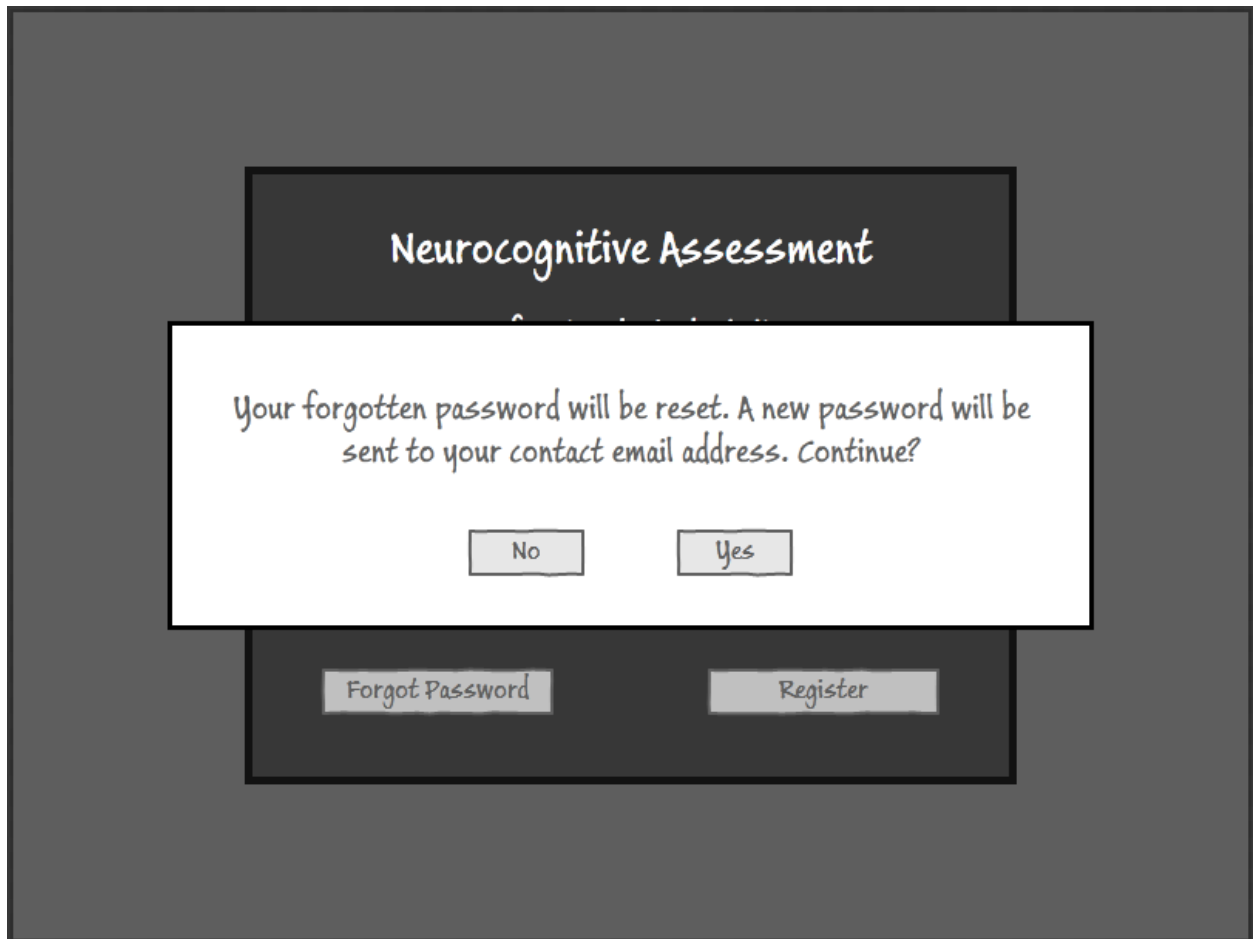 Neurocognitive Assessment
Your forgotten password will be reset. A new password will be
sent to your contact email address. Continue?
No Yes
Forgot Password Register